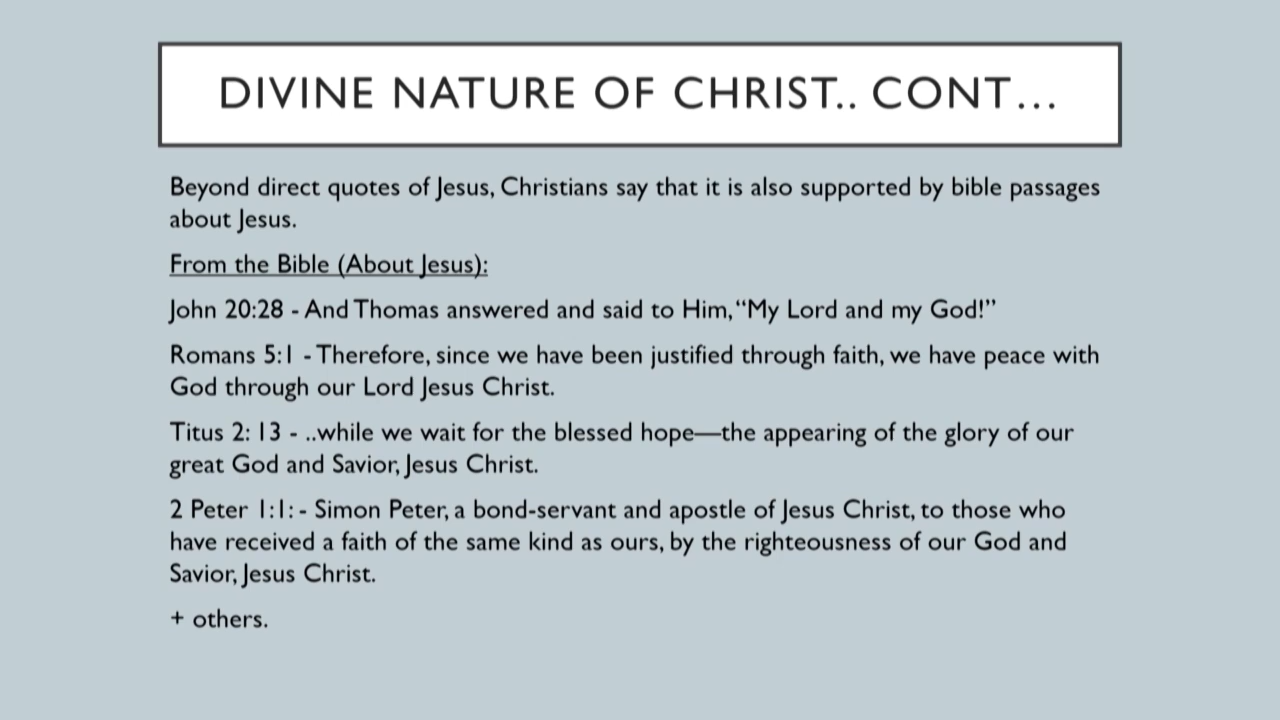 DIVINE NATURE OF CHRIST.. CONT...
Beyond direct quotes of Jesus, Christians say that it is also supported by bible passages
about Jesus.
From the Bible (About Jesus):
John 20:28 - And Thomas answered and said to Him, “My Lord and my God!”
Romans 5:1 - Therefore, since we have been justified through faith, we have peace with
God through our Lord Jesus Christ.
Titus 2: 13 - ..while we wait for the blessed hope—the appearing of the glory of our
great God and Savior, Jesus Christ.
2 Peter 1:1: - Simon Peter, a bond-servant and apostle of Jesus Christ, to those who
have received a faith of the same kind as ours, by the righteousness of our God and
Savior, Jesus Christ.
+ others.